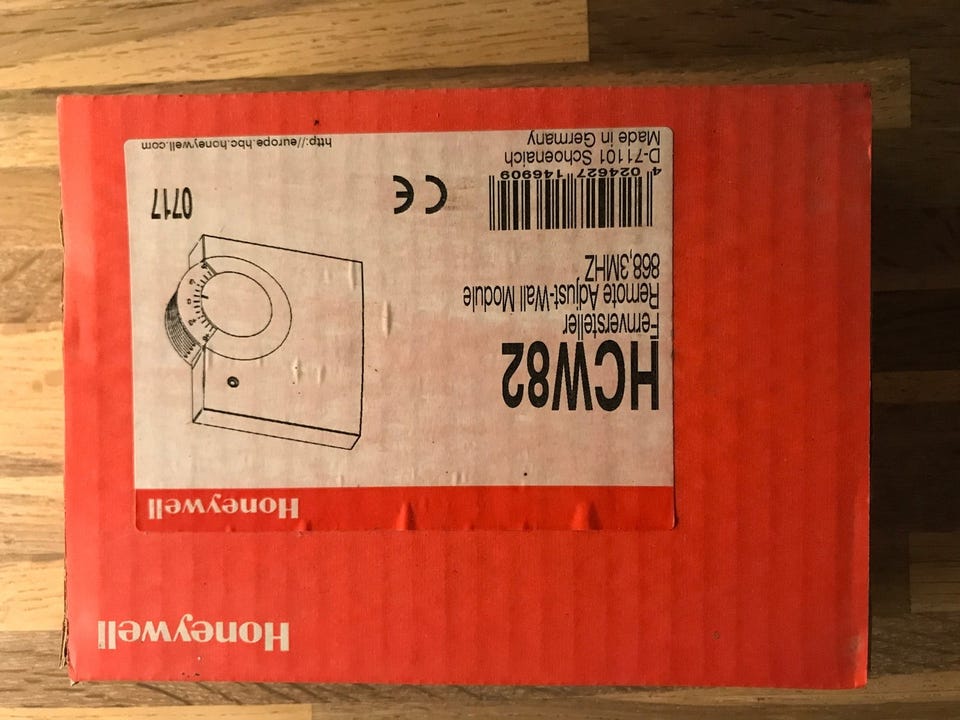 Honeywell
Honeywell
HCW82
Fernversteller
Remote Adjust-Wall Module
868,3MHZ
4 024627 146909
D-71101 Schoenaich
Made in Germany
0717
CE
http://europe.hbc.honeywell.com